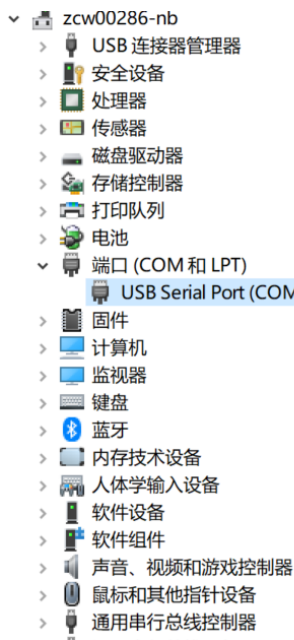 zcw00286-nb
USB 连接器管理器
安全设备
处理器
传感器
磁盘驱动器
存储控制器
打印队列
电池
端口 (COM 和 LPT)
USB Serial Port (COM
固件
计算机
监视器
键盘
蓝牙
内存技术设备
人体学输入设备
软件设备
软件组件
声音、视频和游戏控制器
鼠标和其他指针设备
通用串行总线控制器